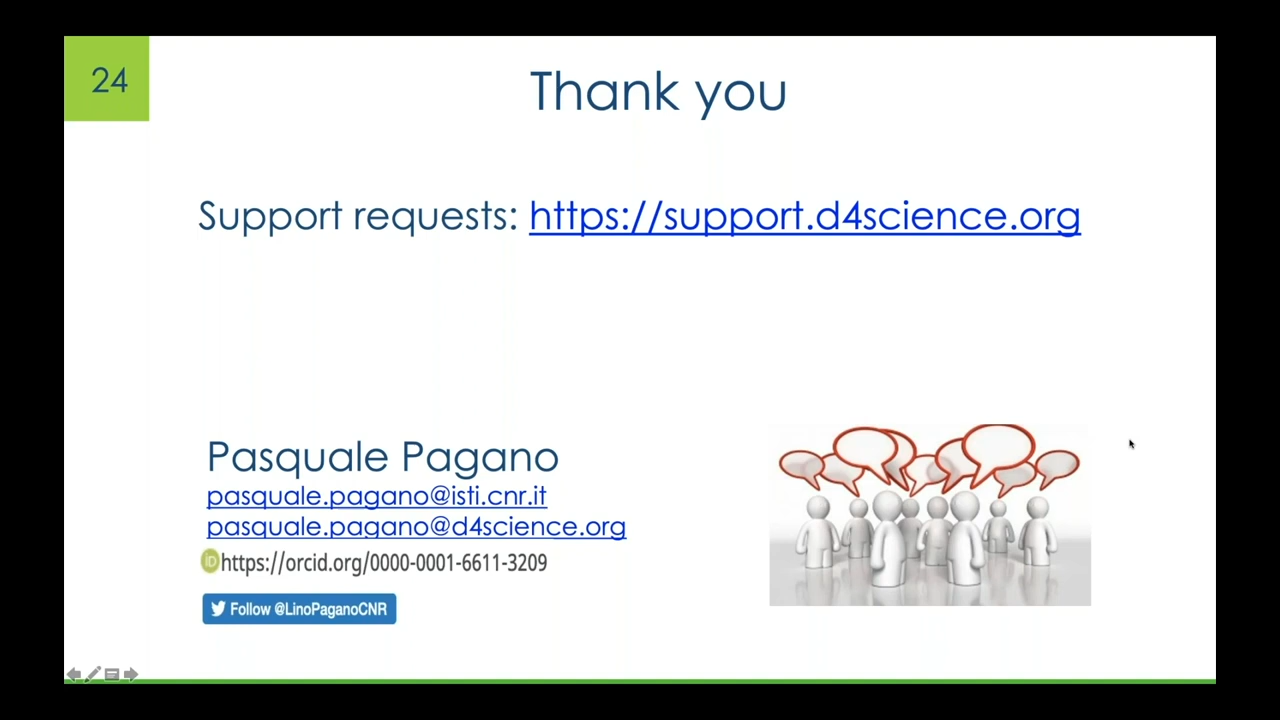 24
Thank you
Support requests: https://support.d4science.org
Pasquale Pagano
pasquale.pagano@isti.cnr.it
pasquale.pagano@d4science.org
iD https://orcid.org/0000-0001-6611-3209
Follow @LinoPaganoCNR